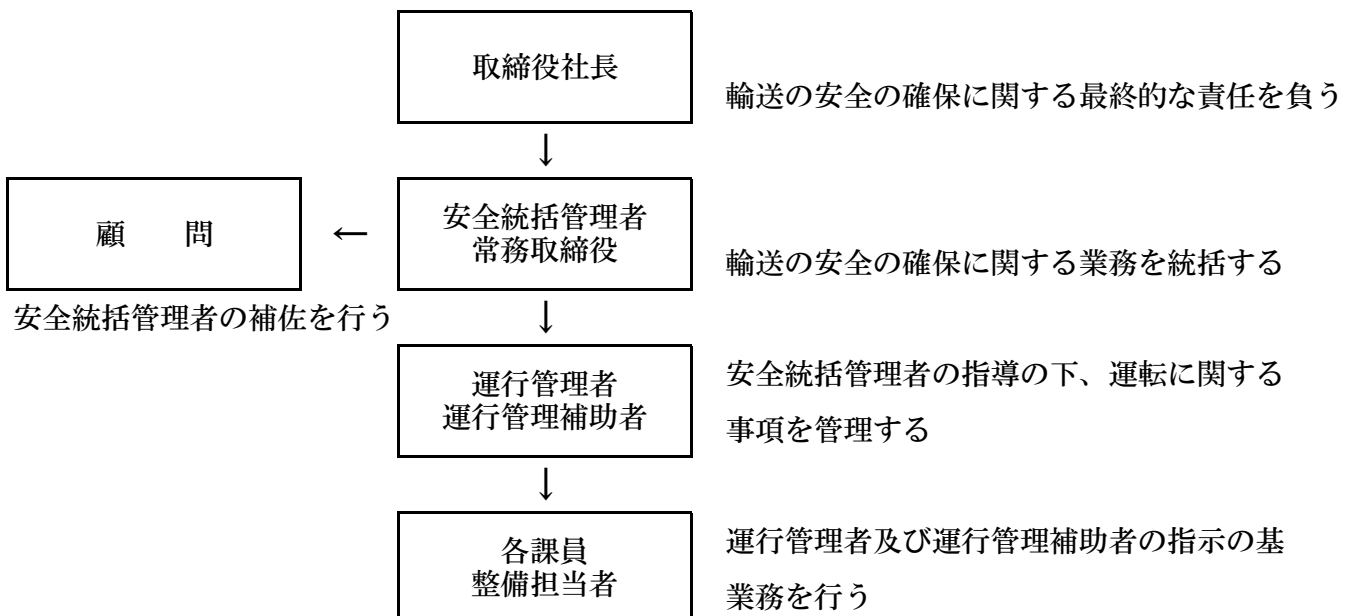 取締役社長
輸送の安全の確保に関する最終的な責任を負う
↓
顧　　問
←
安全統括管理者
常務取締役
輸送の安全の確保に関する業務を統括する
安全統括管理者の補佐を行う
↓
運行管理者
運行管理補助者
安全統括管理者の指導の下、運転に関する
事項を管理する
↓
各課員
整備担当者
運行管理者及び運行管理補助者の指示の基
業務を行う